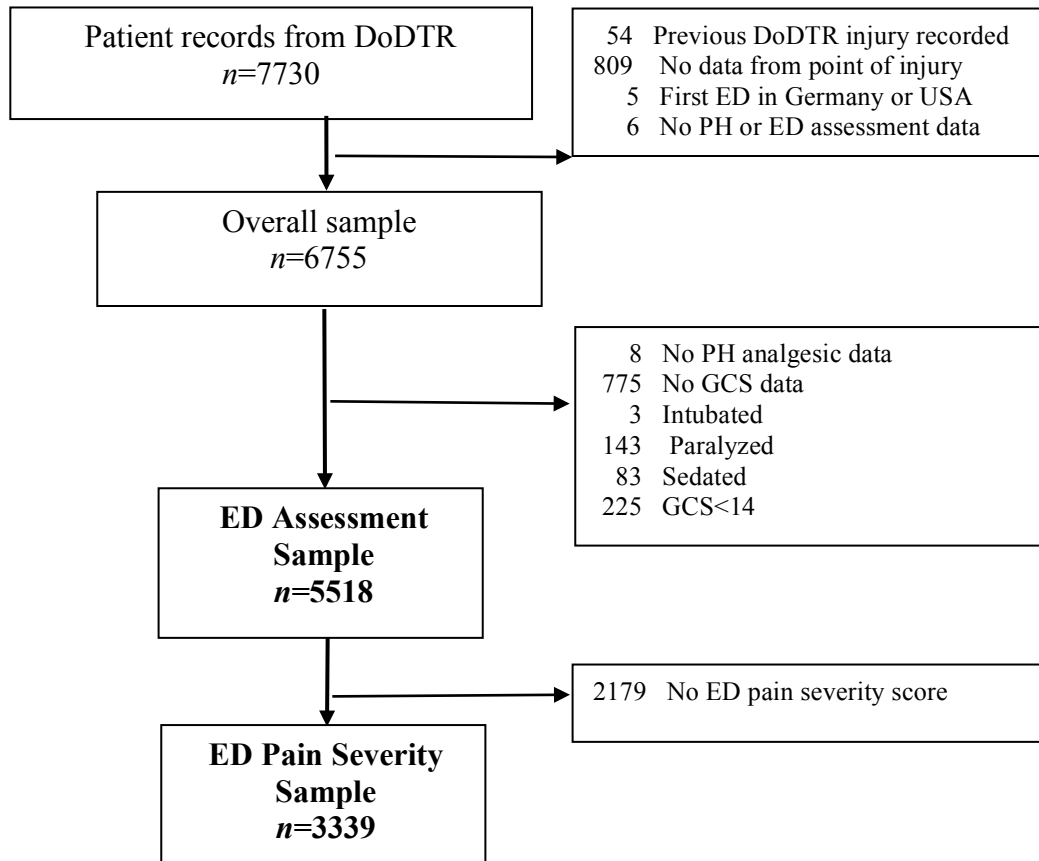 Patient records from DoDTR
n=7730
54 Previous DoDTR injury recorded
809 No data from point of injury
5 First ED in Germany or USA
6 No PH or ED assessment data
Overall sample
n=6755
8 No PH analgesic data
775 No GCS data
3 Intubated
143 Paralyzed
83 Sedated
225 GCS<14
ED Assessment
Sample
n=5518
2179 No ED pain severity score
ED Pain Severity
Sample
n=3339